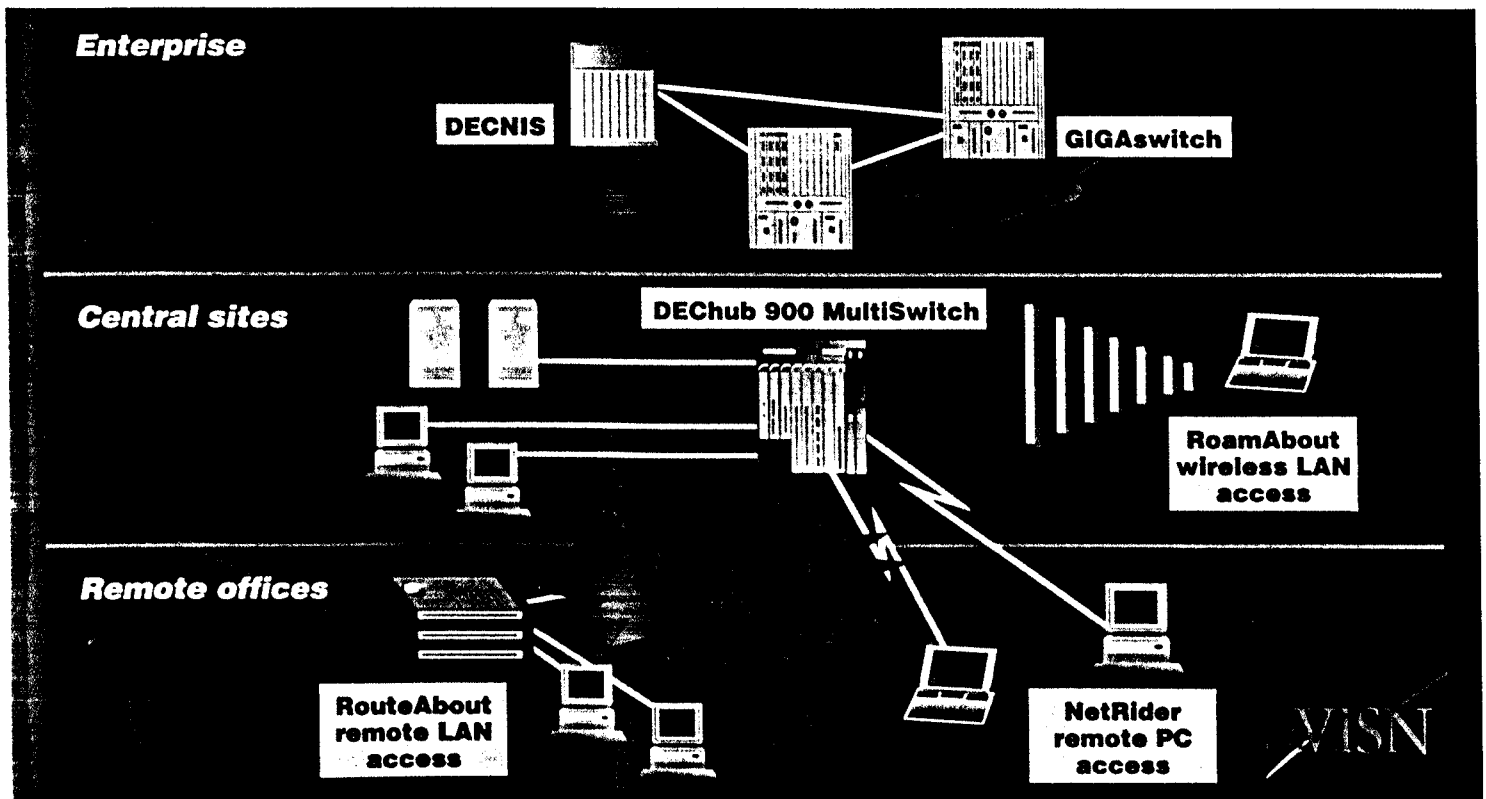 Enterprise
DECNIS
GIGAswitch
Central sites
DEChub 900 MultiSwitch
RoamAbout
wireless LAN
access
Remote offices
RouteAbout
remote LAN
access
NetRider
remote PC
access
VISN